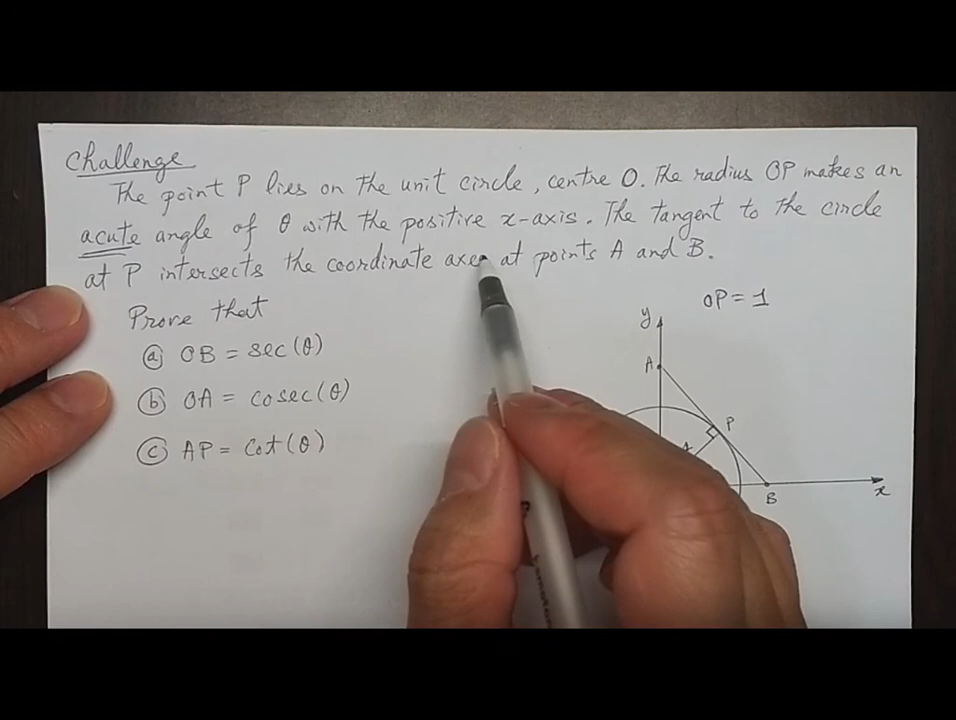 Challenge
The point P lies on the unit circle, centre O. The radius OP makes an
acute angle of θ with the positive x-axis. The tangent to the circle
at P intersects the coordinate axes at points A and B.
Prove that
OP = 1
ⓐ OB = sec(θ)
ⓑ OA = cosec(θ)
ⓒ AP = Cot(θ)
y
A
P
1
B
x